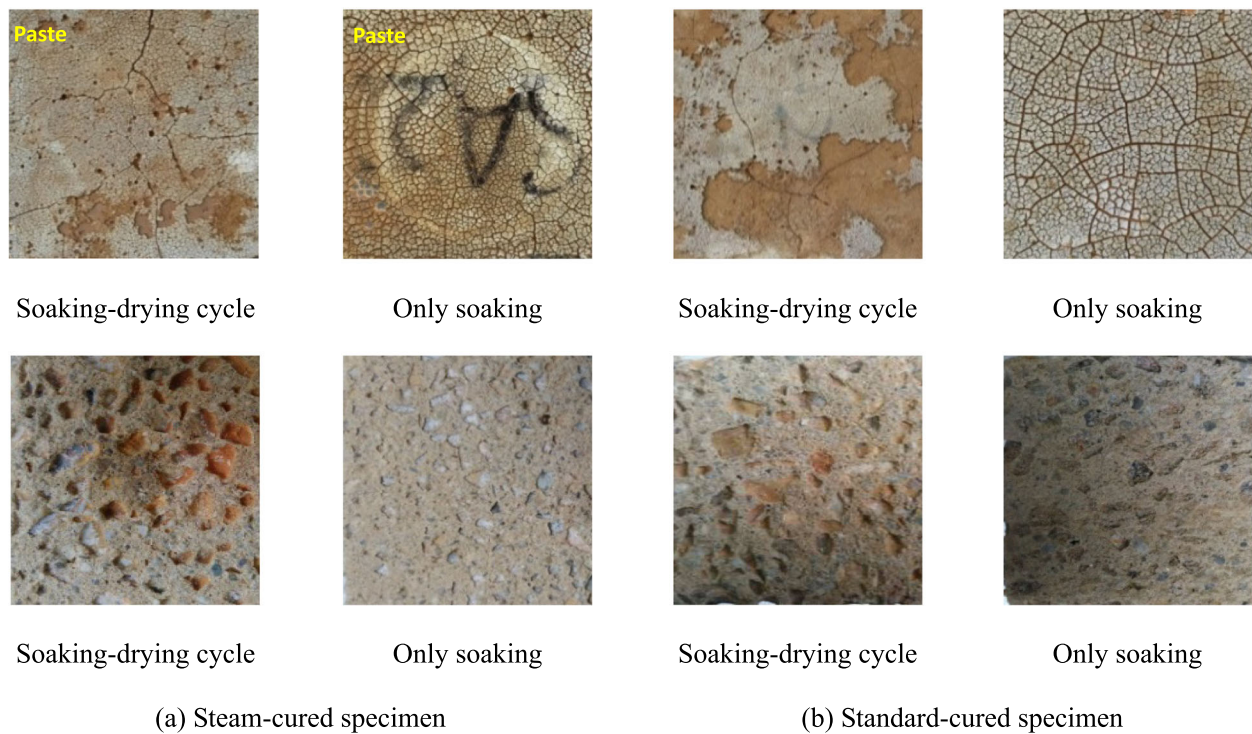 Paste
Paste
Soaking-drying cycle
Only soaking
Soaking-drying cycle
Only soaking
Soaking-drying cycle
Only soaking
Soaking-drying cycle
Only soaking
(a) Steam-cured specimen
(b) Standard-cured specimen